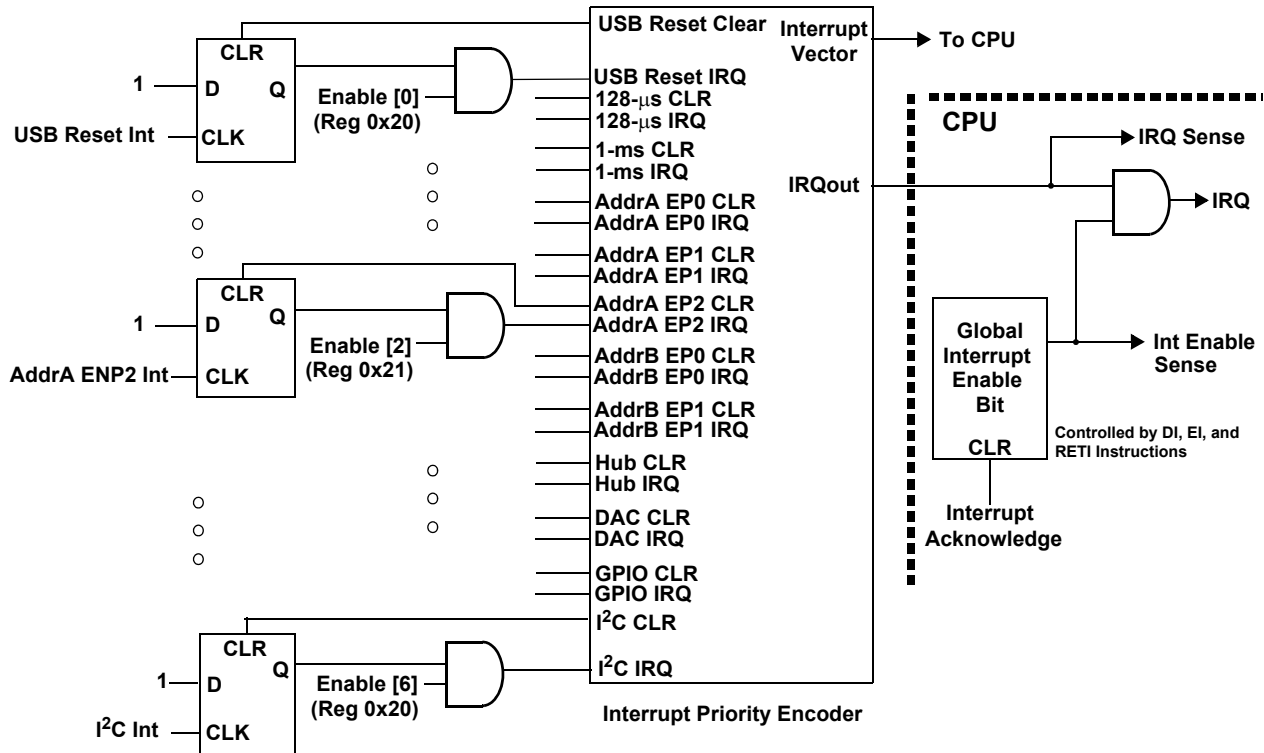 CLR
1
D
Q
USB Reset Int
CLK
Enable [0]
(Reg 0x20)
CLR
1
D
Q
AddrA ENP2 Int
CLK
Enable [2]
(Reg 0x21)
CLR
1
D
Q
I2C Int
CLK
Enable [6]
(Reg 0x20)
USB Reset Clear
USB Reset IRQ
128-μs CLR
128-μs IRQ
1-ms CLR
1-ms IRQ
AddrA EP0 CLR
AddrA EP0 IRQ
AddrA EP1 CLR
AddrA EP1 IRQ
AddrA EP2 CLR
AddrA EP2 IRQ
AddrB EP0 CLR
AddrB EP0 IRQ
AddrB EP1 CLR
AddrB EP1 IRQ
Hub CLR
Hub IRQ
DAC CLR
DAC IRQ
GPIO CLR
GPIO IRQ
I2C CLR
I2C IRQ
Interrupt
Vector
IRQout
Interrupt Priority Encoder
To CPU
CPU
IRQ Sense
IRQ
Global
Interrupt
Enable
Bit
CLR
Int Enable
Sense
Controlled by DI, EI, and
RETI Instructions
Interrupt
Acknowledge